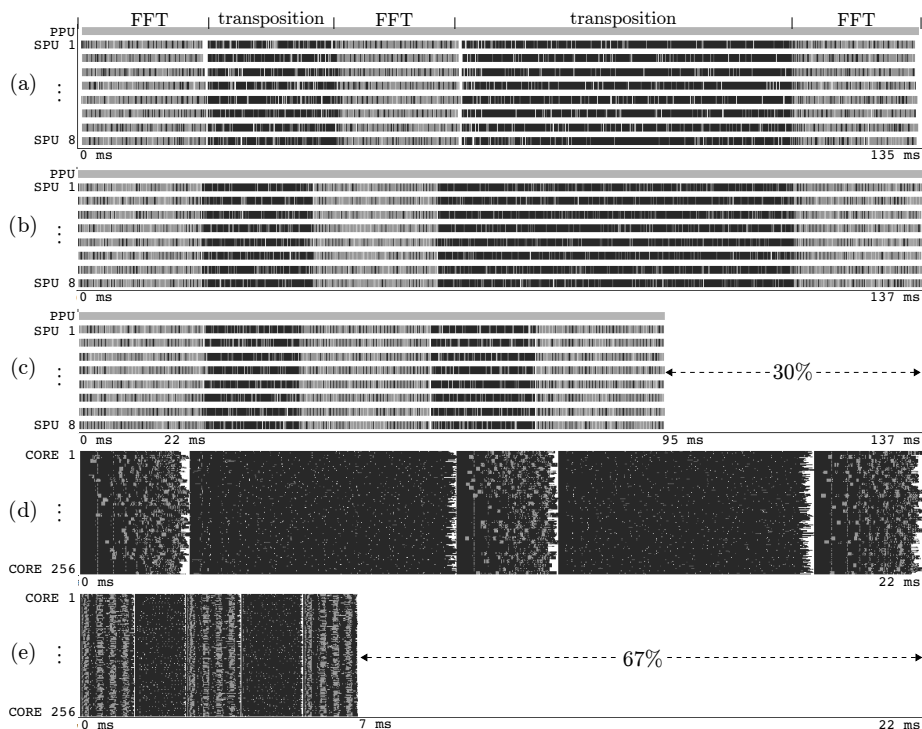 FFT transposition FFT transposition FFT
PPU
SPU 1
(a)
⋮
SPU 8
0 ms 135 ms
PPU
SPU 1
(b)
⋮
SPU 8
0 ms 137 ms
PPU
SPU 1
(c)
30%
⋮
SPU 8
0 ms 22 ms 95 ms 137 ms
CORE 1
(d)
⋮
CORE 256
0 ms 22 ms
CORE 1
(e)
67%
⋮
CORE 256
0 ms 7 ms 22 ms